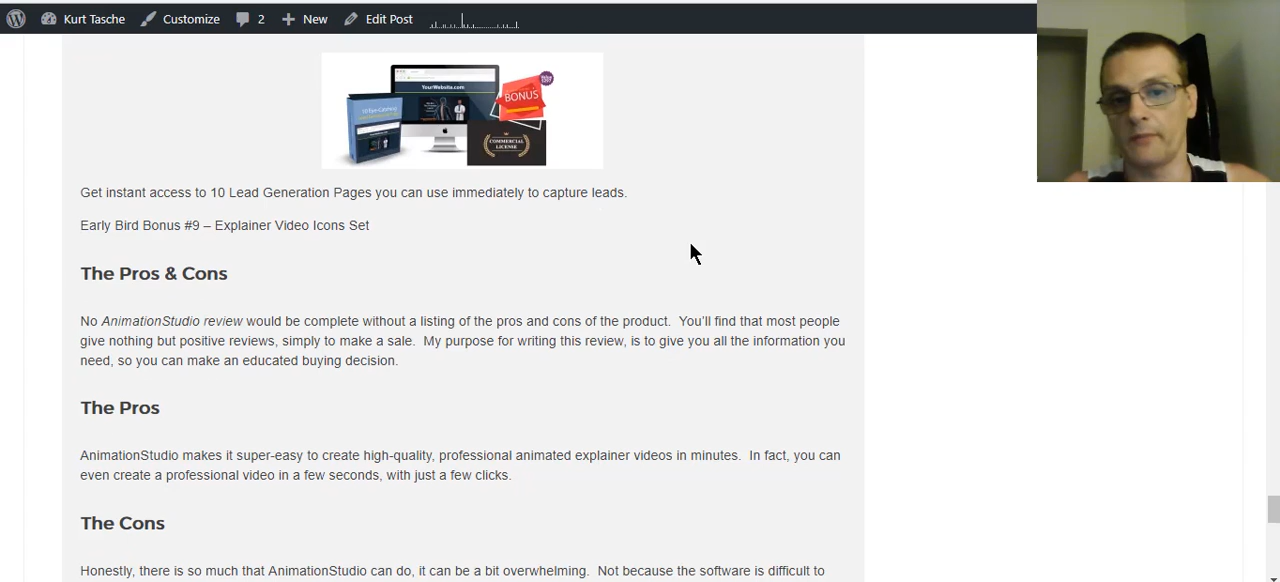 Kurt Tasche Customize 2 New Edit Post
YourWebsite.com
BONUS
COMMERCIAL
LICENSE
Get instant access to 10 Lead Generation Pages you can use immediately to capture leads.
Early Bird Bonus #9 – Explainer Video Icons Set
The Pros & Cons
No AnimationStudio review would be complete without a listing of the pros and cons of the product. You'll find that most people
give nothing but positive reviews, simply to make a sale. My purpose for writing this review, is to give you all the information you
need, so you can make an educated buying decision.
The Pros
AnimationStudio makes it super-easy to create high-quality, professional animated explainer videos in minutes. In fact, you can
even create a professional video in a few seconds, with just a few clicks.
The Cons
Honestly, there is so much that AnimationStudio can do, it can be a bit overwhelming. Not because the software is difficult to